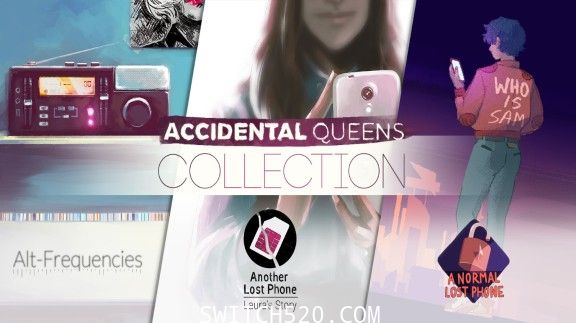 WHO
IS
SAM
ACCIDENTAL QUEENS
COLLECTION
Alt-Frequencies
Another
Lost Phone
Laura's Story
A NORMAL
LOST PHONE
SWITCH520.COM